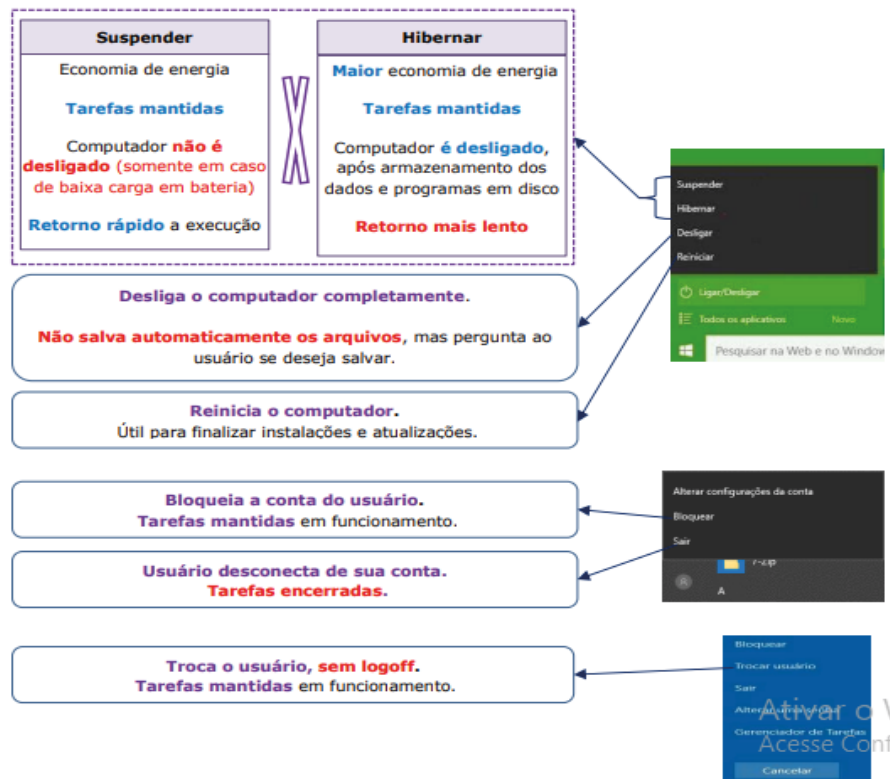 Suspender
Economia de energia
Tarefas mantidas
Computador não é
desligado (somente em caso
de baixa carga em bateria)
Retorno rápido a execução
Hibernar
Maior economia de energia
Tarefas mantidas
Computador é desligado,
após armazenamento dos
dados e programas em disco
Retorno mais lento
Suspender
Hibernar
Desligar
Reiniciar
Ligar/Desligar
Todos os aplicativos Novo
Pesquisar na Web e no Window
Desliga o computador completamente.
Não salva automaticamente os arquivos, mas pergunta ao
usuário se deseja salvar.
Reinicia o computador.
Útil para finalizar instalações e atualizações.
Bloqueia a conta do usuário.
Tarefas mantidas em funcionamento.
Usuário desconecta de sua conta.
Tarefas encerradas.
Alterar configurações da conta
Bloquear
Sair
7-Zip
A
Troca o usuário, sem logoff.
Tarefas mantidas em funcionamento.
Bloquear
Trocar usuário
Sair
Alterar uma senha
Gerenciador de Tarefas
Cancelar
Ativar o
Acesse Conf